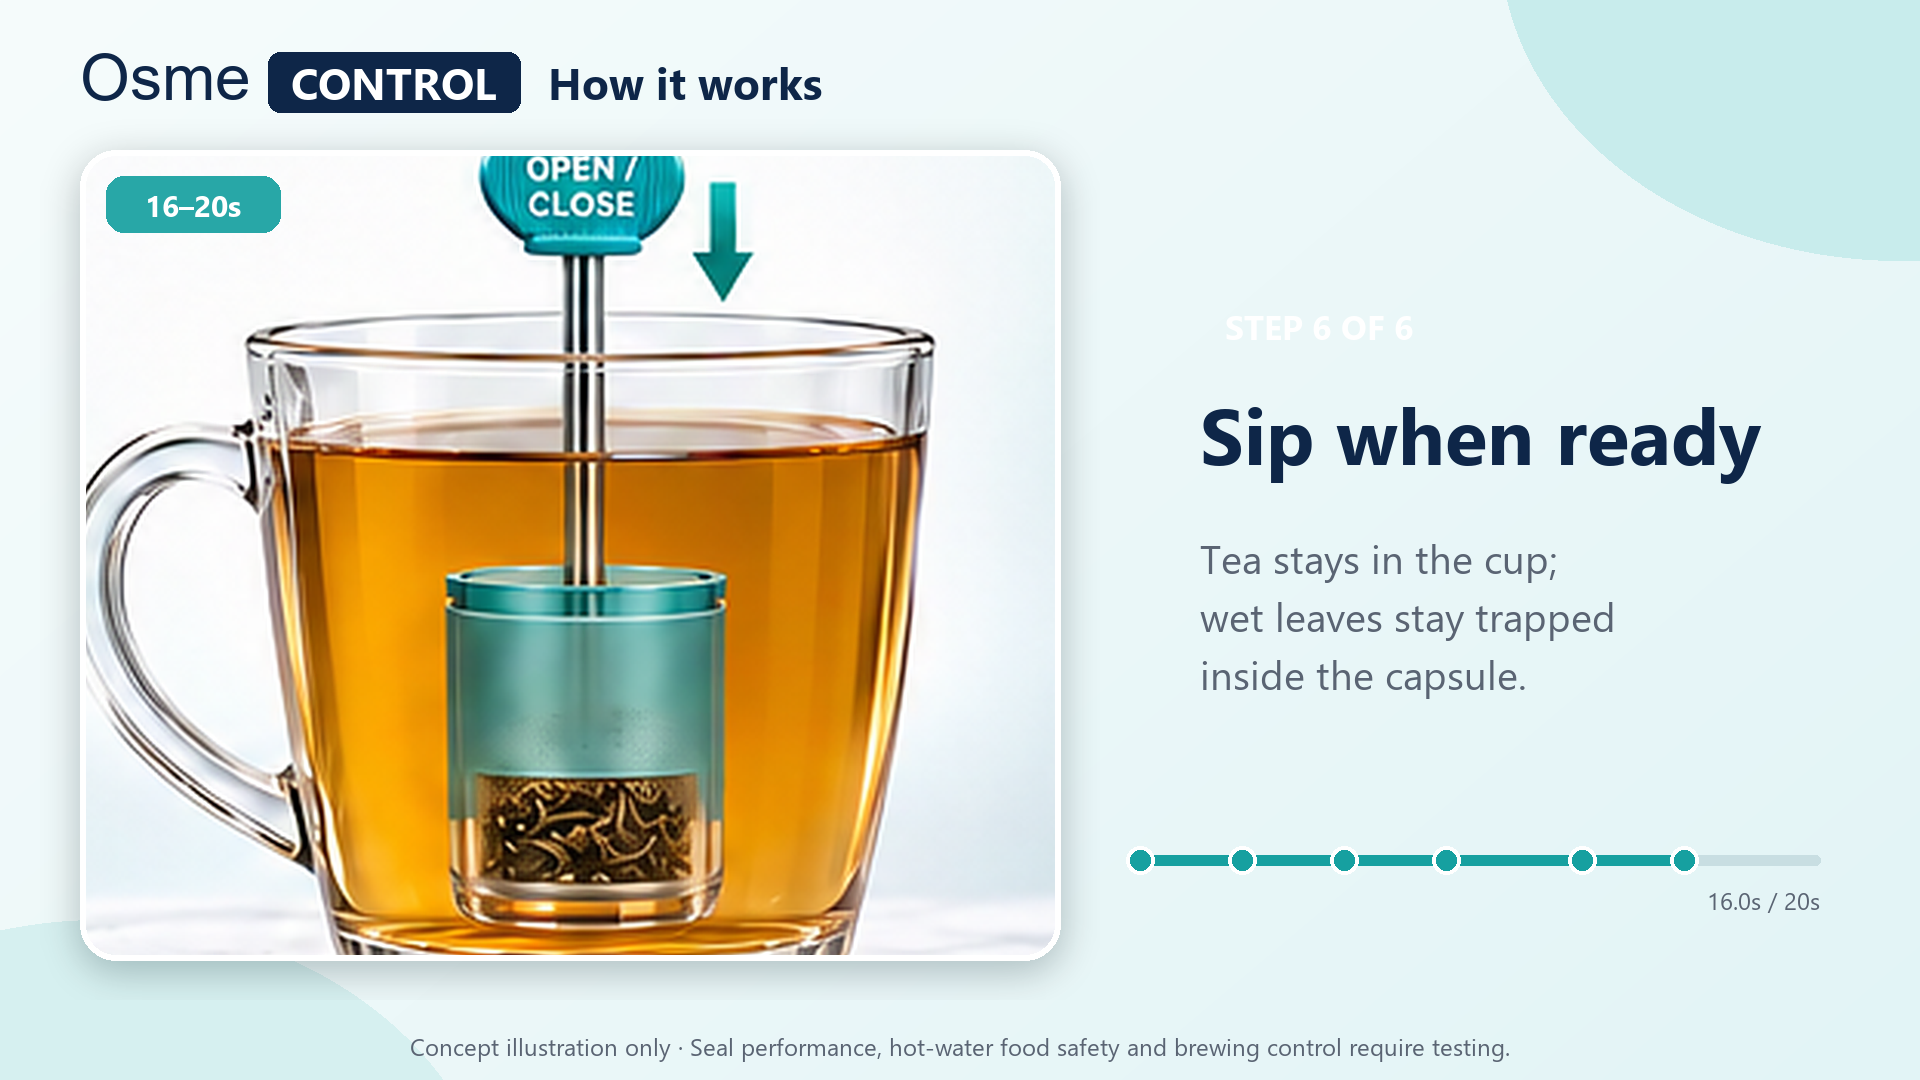 Osme CONTROL How it works
16–20s
OPEN /
CLOSE
STEP 6 OF 6
Sip when ready
Tea stays in the cup;
wet leaves stay trapped
inside the capsule.
16.0s / 20s
Concept illustration only · Seal performance, hot-water food safety and brewing control require testing.